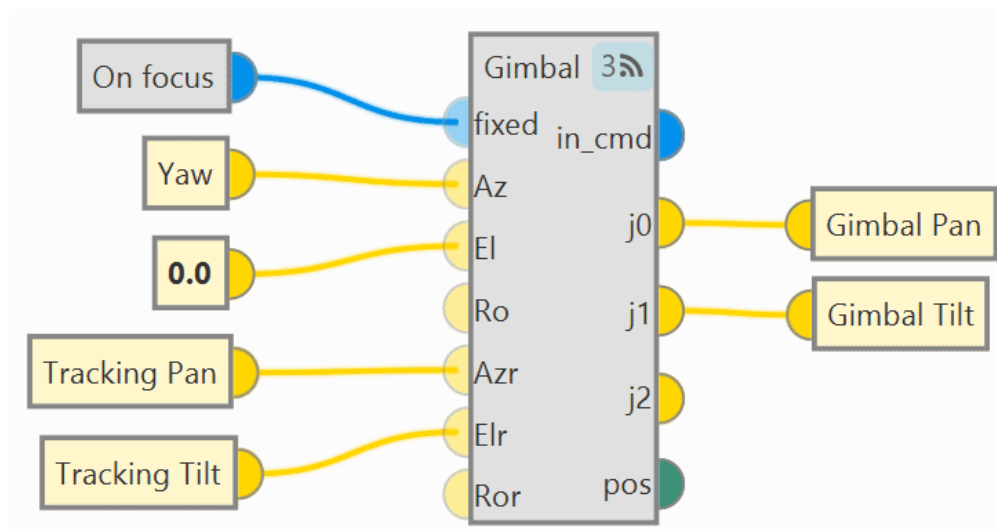 On focus
Yaw
0.0
Tracking Pan
Tracking Tilt
Gimbal 3
fixed
in_cmd
Az
j0
El
Ro
j1
Azr
j2
Elr
Ror
pos
Gimbal Pan
Gimbal Tilt